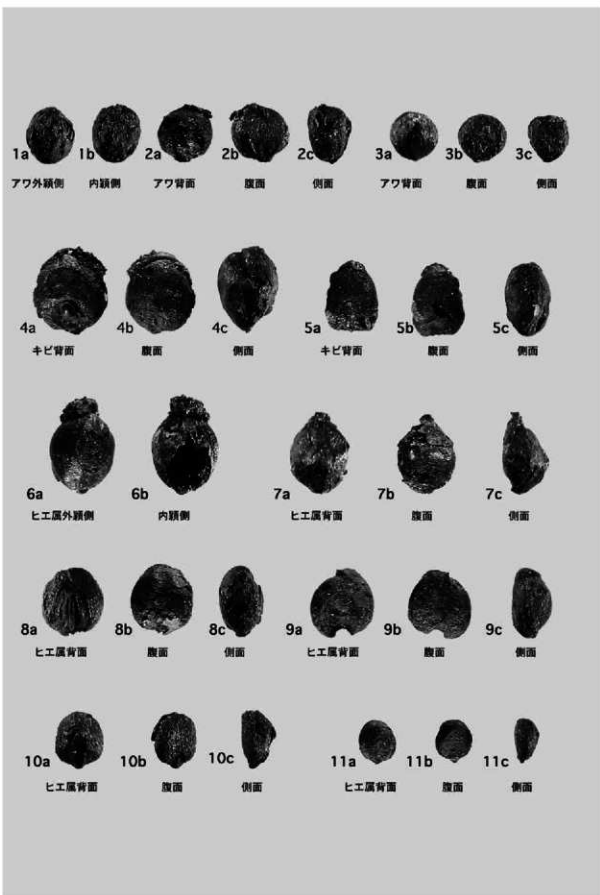 1a 1b 2a 2b 2c 3a 3b 3c
アワ外頴側 内頴側 アワ背面 腹面 側面 アワ背面 腹面 側面
4a 4b 4c 5a 5b 5c
キビ背面 腹面 側面 キビ背面 腹面 側面
6a 6b 7a 7b 7c
ヒエ属外頴側 内頴側 ヒエ属背面 腹面 側面
8a 8b 8c 9a 9b 9c
ヒエ属背面 腹面 側面 ヒエ属背面 腹面 側面
10a 10b 10c 11a 11b 11c
ヒエ属背面 腹面 側面 ヒエ属背面 腹面 側面